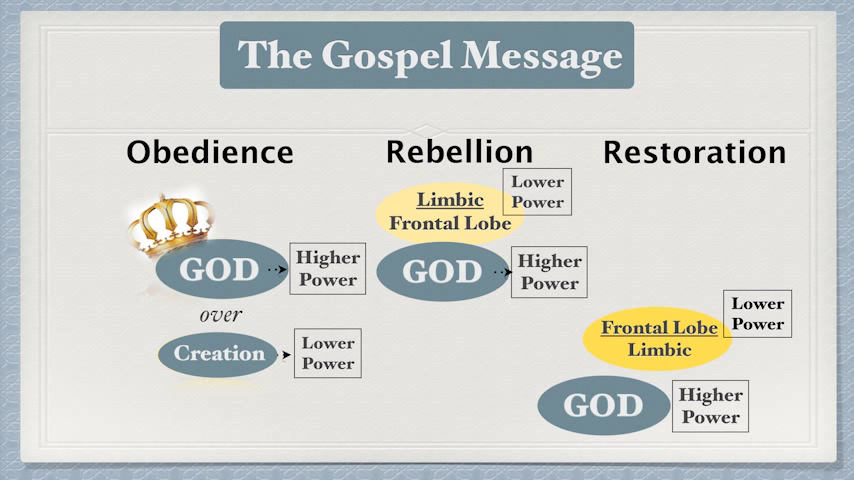 The Gospel Message
Obedience
GOD
Higher
Power
over
Creation
Lower
Power
Rebellion
Limbic
Frontal Lobe
Lower
Power
GOD
Higher
Power
Restoration
Frontal Lobe
Limbic
Lower
Power
GOD
Higher
Power